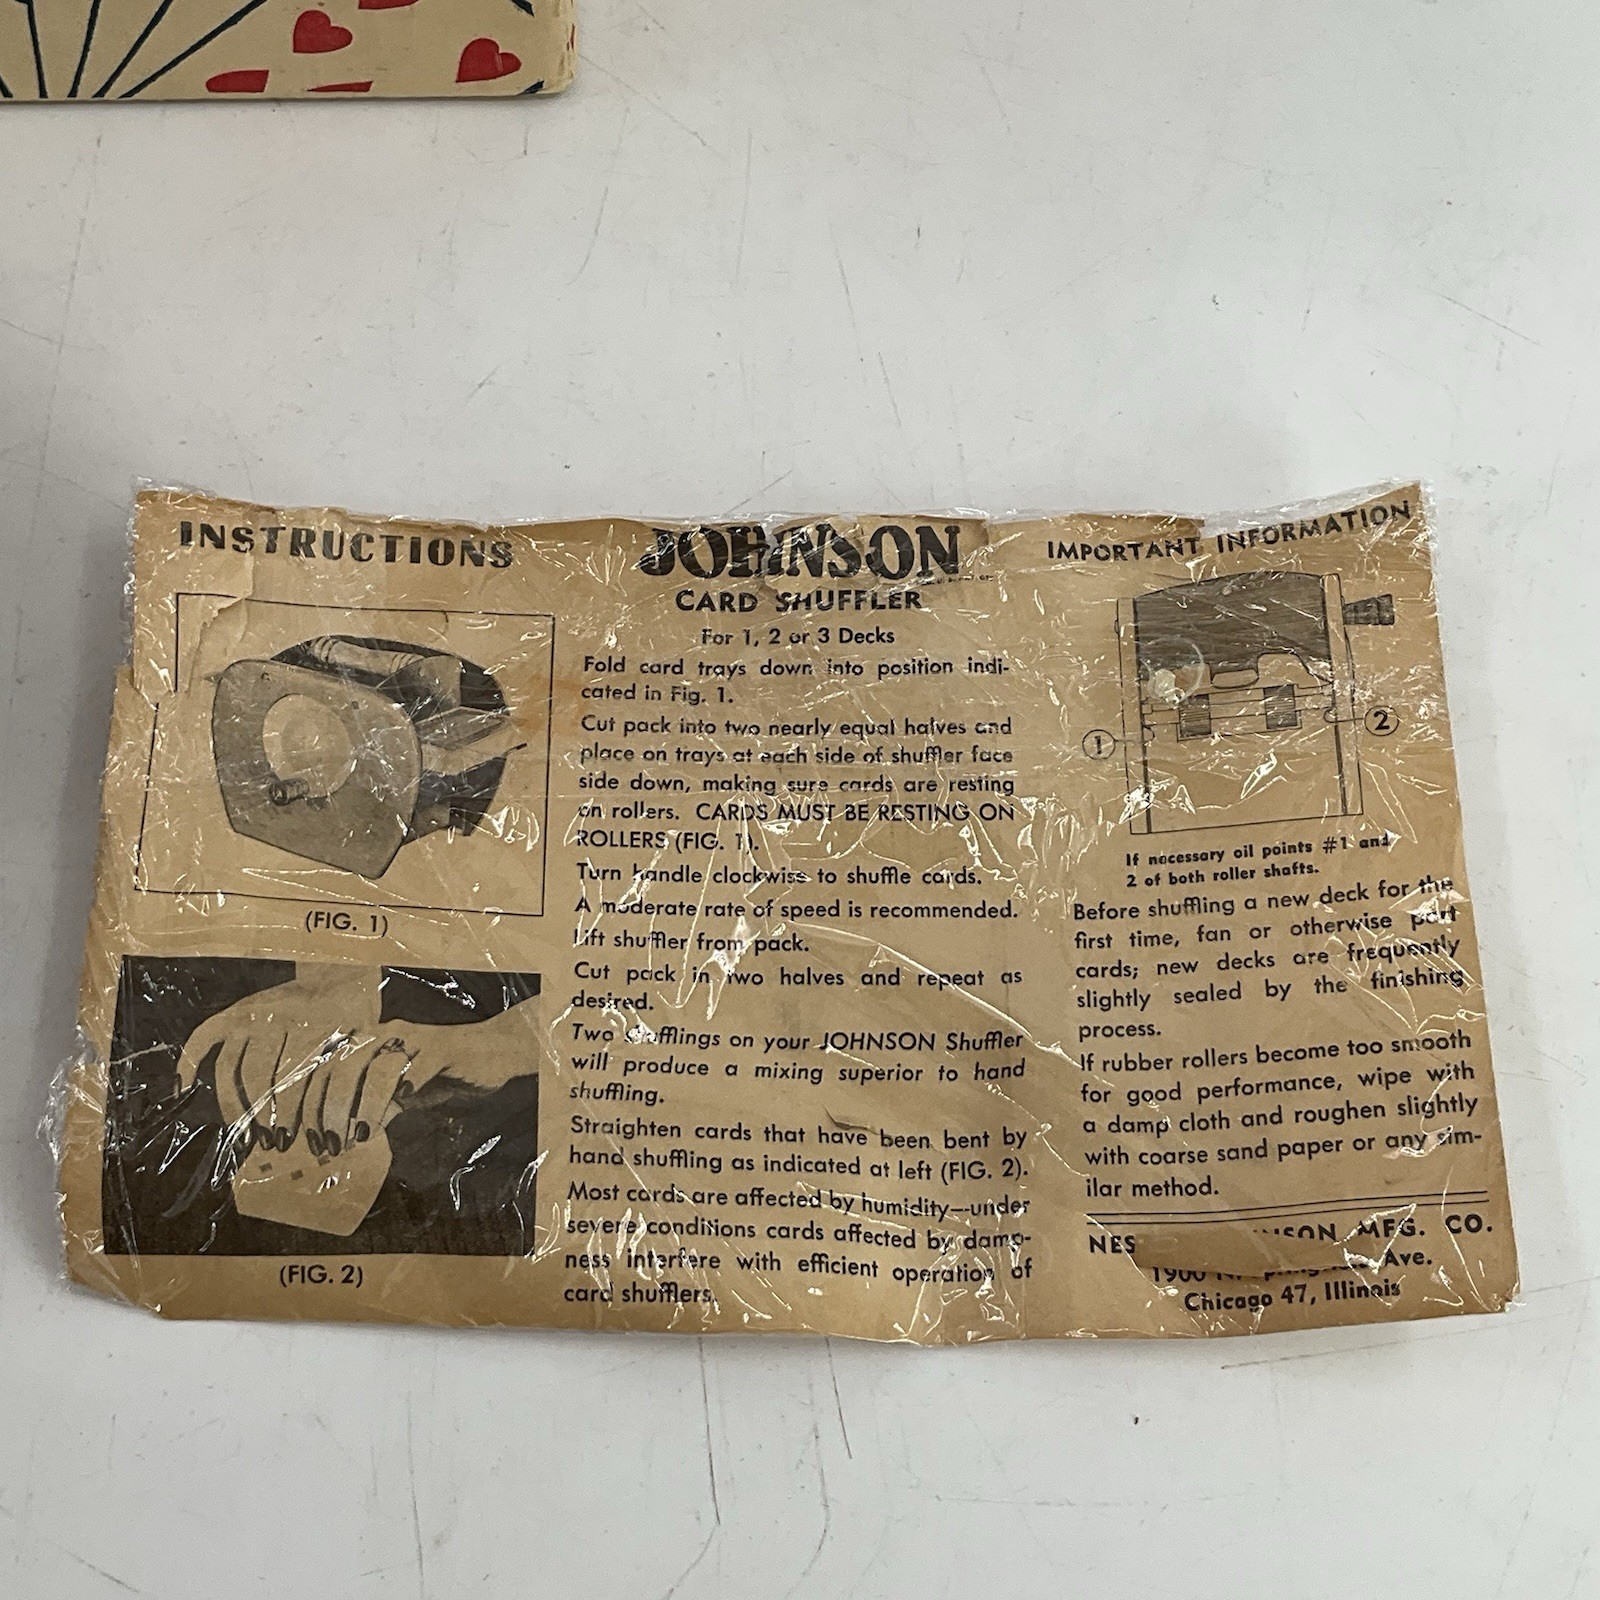 INSTRUCTIONS
(FIG. 1)
(FIG. 2)
JOHNSON
CARD SHUFFLER
For 1, 2 or 3 Decks
Fold card trays down into position indi-
cated in Fig. 1.
Cut pack into two nearly equal halves and
place on trays at each side of shuffler face
side down, making sure cards are resting
on rollers. CARDS MUST BE RESTING ON
ROLLERS (FIG. 1).
Turn handle clockwise to shuffle cards.
A moderate rate of speed is recommended.
Lift shuffler from pack.
Cut pack in two halves and repeat as
desired.
Two shufflings on your JOHNSON Shuffler
will produce a mixing superior to hand
shuffling.
Straighten cards that have been bent by
hand shuffling as indicated at left (FIG. 2).
Most cards are affected by humidity—under
severe conditions cards affected by damp-
ness interfere with efficient operation of
card shufflers.
IMPORTANT INFORMATION
1
2
If necessary oil points #1 and
2 of both roller shafts.
Before shuffling a new deck for the
first time, fan or otherwise part
cards; new decks are frequently
slightly sealed by the finishing
process.
If rubber rollers become too smooth
for good performance, wipe with
a damp cloth and roughen slightly
with coarse sand paper or any sim-
ilar method.
NES NSON MFG. CO.
1900 N. Ave.
Chicago 47, Illinois